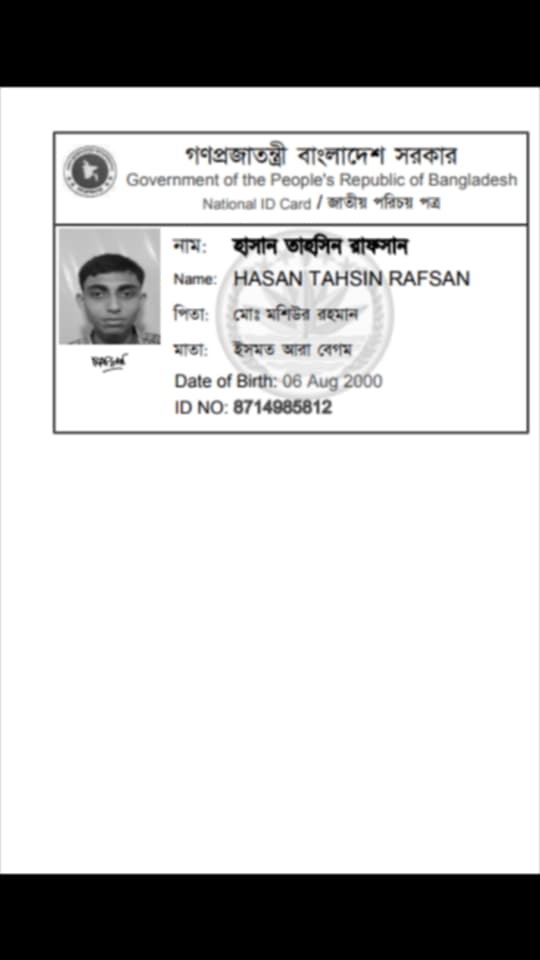 গণপ্রজাতন্ত্রী বাংলাদেশ সরকার
Government of the People's Republic of Bangladesh
National ID Card / জাতীয় পরিচয় পত্র
নাম: হাসান তাহসিন রাফসান
Name: HASAN TAHSIN RAFSAN
পিতা: মোঃ মশিউর রহমান
মাতা: ইসমত আরা বেগম
Date of Birth: 06 Aug 2000
ID NO: 8714985812